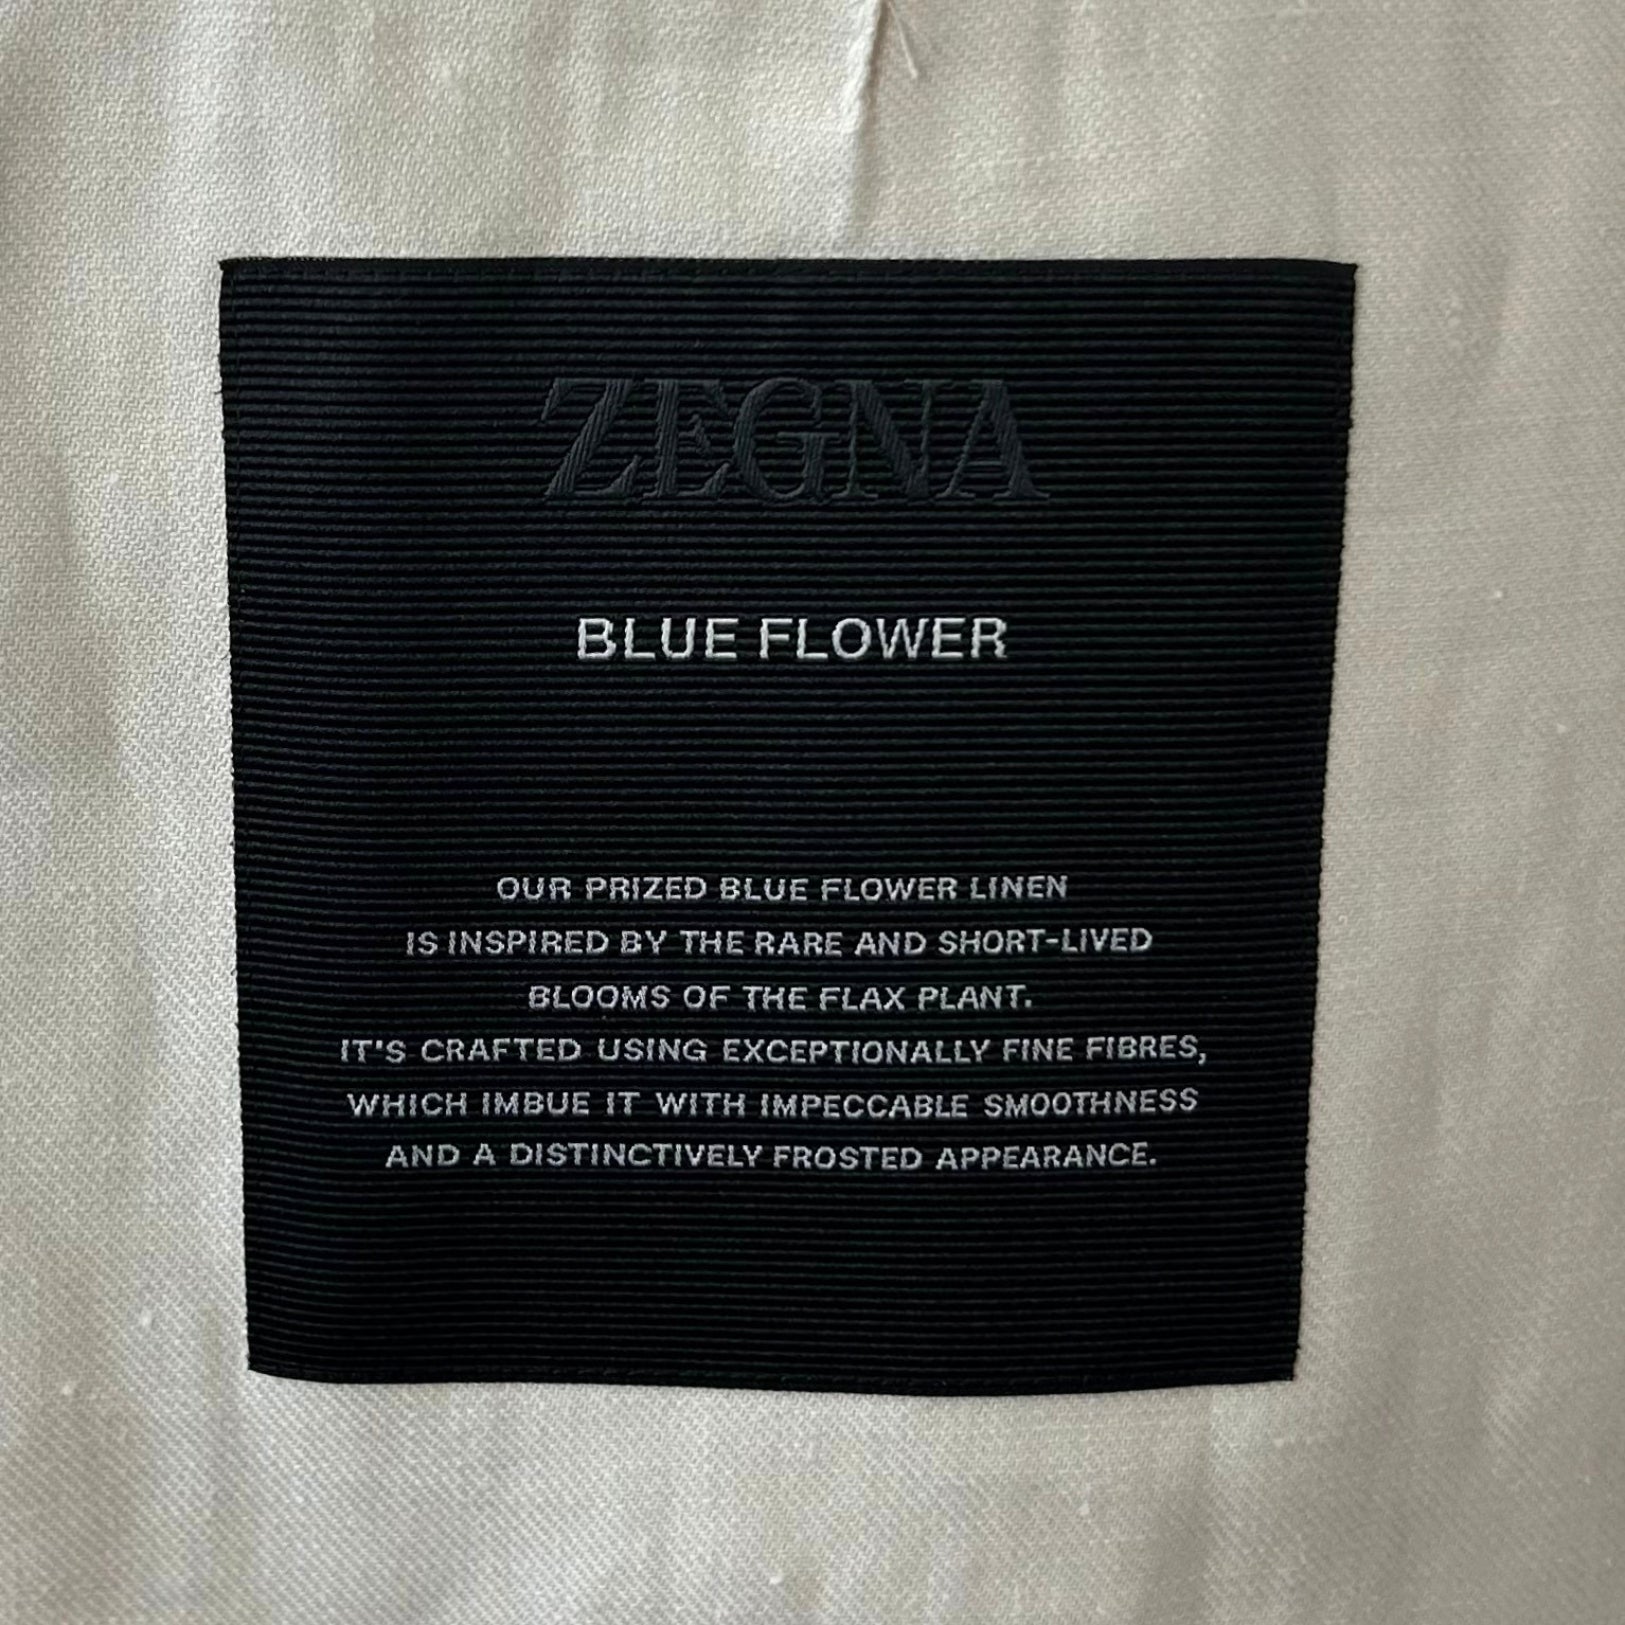 ZEGNA
BLUE FLOWER
OUR PRIZED BLUE FLOWER LINEN
IS INSPIRED BY THE RARE AND SHORT-LIVED
BLOOMS OF THE FLAX PLANT.
IT'S CRAFTED USING EXCEPTIONALLY FINE FIBRES,
WHICH IMBUE IT WITH IMPECCABLE SMOOTHNESS
AND A DISTINCTIVELY FROSTED APPEARANCE.